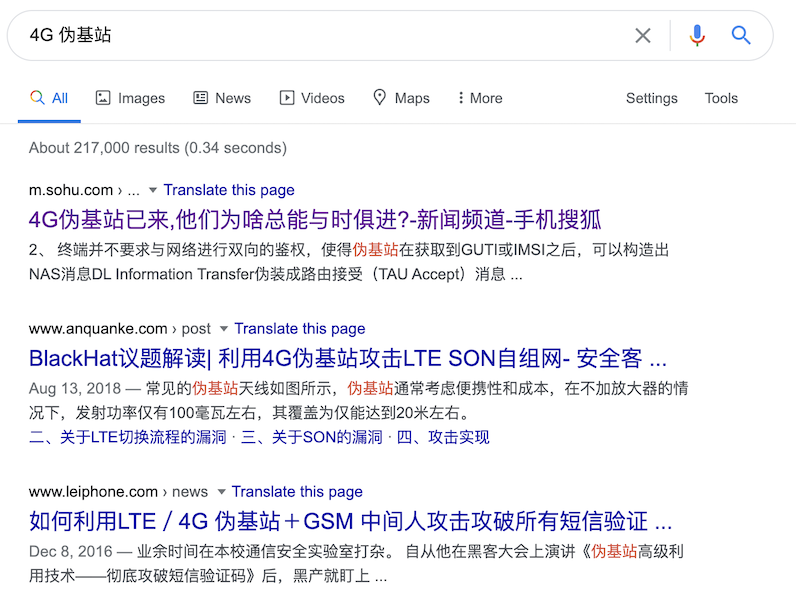 4G 伪基站
All Images News Videos Maps More Settings Tools
About 217,000 results (0.34 seconds)
m.sohu.com › ... Translate this page
4G伪基站已来,他们为啥总能与时俱进?-新闻频道-手机搜狐
2、 终端并不要求与网络进行双向的鉴权，使得伪基站在获取到GUTI或IMSI之后，可以构造出
NAS消息DL Information Transfer伪装成路由接受（TAU Accept）消息 ...
www.anquanke.com › post Translate this page
BlackHat议题解读| 利用4G伪基站攻击LTE SON自组网- 安全客 ...
Aug 13, 2018 — 常见的伪基站天线如图所示，伪基站通常考虑便携性和成本，在不加放大器的情
况下，发射功率仅有100毫瓦左右，其覆盖为仅能达到20米左右。
二、关于LTE切换流程的漏洞 · 三、关于SON的漏洞 · 四、攻击实现
www.leiphone.com › news Translate this page
如何利用LTE／4G 伪基站＋GSM 中间人攻击攻破所有短信验证 ...
Dec 8, 2016 — 业余时间在本校通信安全实验室打杂。 自从他在黑客大会上演讲《伪基站高级利
用技术——彻底攻破短信验证码》后，黑产就盯上 ...